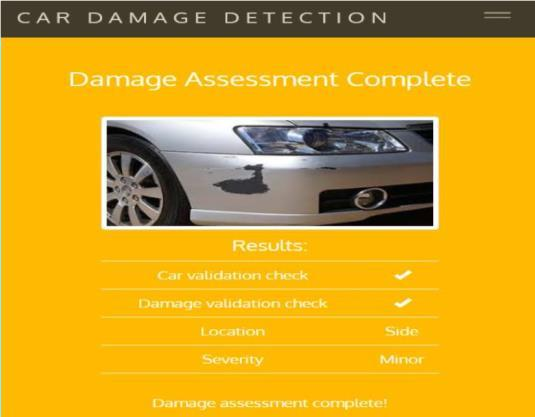 CAR DAMAGE DETECTION
Damage Assessment Complete
Results:
Car validation check ✓
Damage validation check ✓
Location Side
Severity Minor
Damage assessment complete!